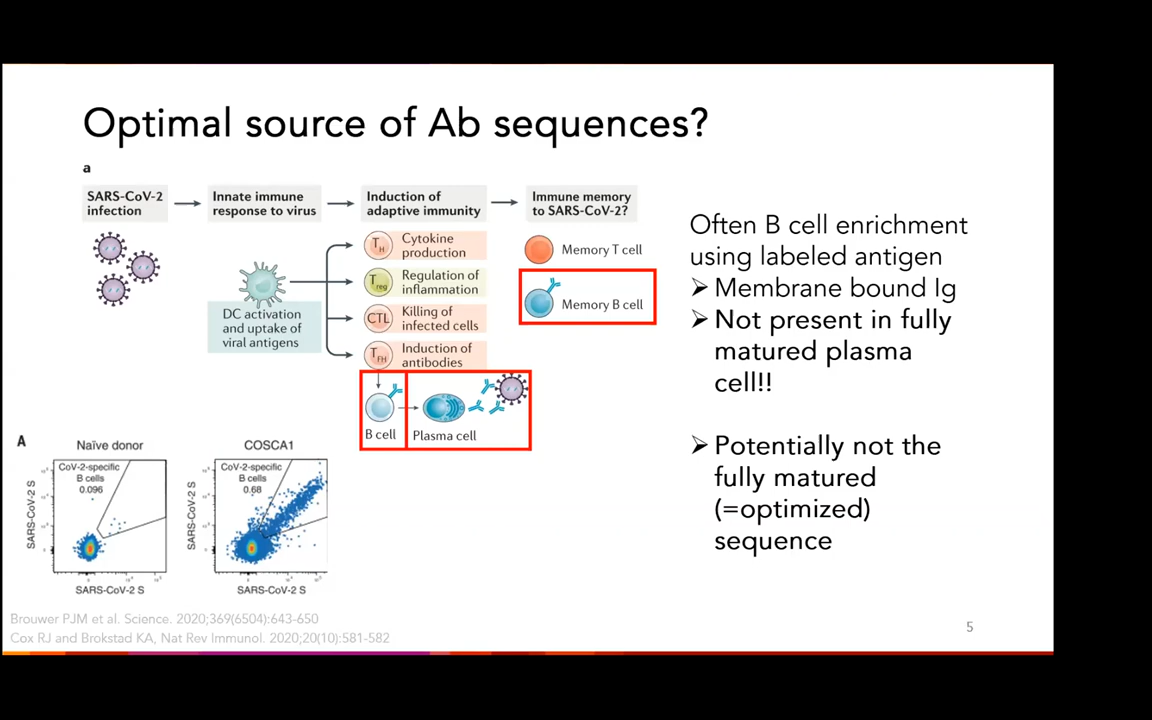 Optimal source of Ab sequences?
a
SARS-CoV-2
infection
Innate immune
response to virus
Induction of
adaptive immunity
Immune memory
to SARS-CoV-2?
TH
Cytokine
production
Treg
Regulation of
inflammation
CTL
Killing of
infected cells
TFH
Induction of
antibodies
DC activation
and uptake of
viral antigens
Memory T cell
Memory B cell
B cell
Plasma cell
Often B cell enrichment
using labeled antigen
➢ Membrane bound Ig
➢ Not present in fully
matured plasma
cell!!
➢ Potentially not the
fully matured
(=optimized)
sequence
A
Naïve donor
CoV-2-specific
B cells
0.096
SARS-CoV-2 S
SARS-CoV-2 S
COSCA1
CoV-2-specific
B cells
0.68
SARS-CoV-2 S
SARS-CoV-2 S
Brouwer PJM et al. Science. 2020;369(6504):643-650
Cox RJ and Brokstad KA, Nat Rev Immunol. 2020;20(10):581-582
5